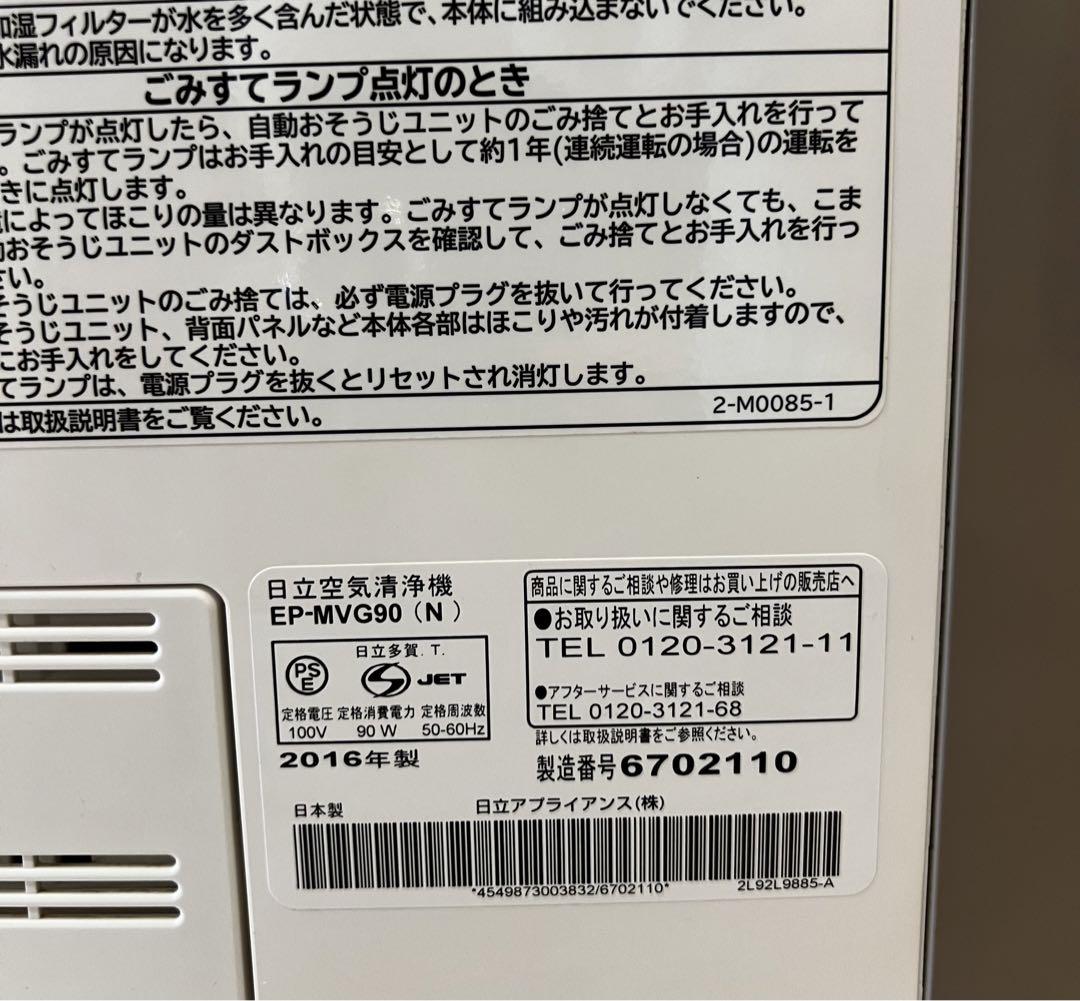 加湿フィルターが水を多く含んだ状態で、本体に組み込まないでください。
水漏れの原因になります。
ごみすてランプ点灯のとき
ランプが点灯したら、自動おそうじユニットのごみ捨てとお手入れを行って
。ごみすてランプはお手入れの目安として約1年(連続運転の場合)の運転を
きに点灯します。
によってほこりの量は異なります。ごみすてランプが点灯しなくても、こま
おそうじユニットのダストボックスを確認して、ごみ捨てとお手入れを行っ
さい。
そうじユニットのごみ捨ては、必ず電源プラグを抜いて行ってください。
そうじユニット、背面パネルなど本体各部はほこりや汚れが付着しますので、
にお手入れをしてください。
てランプは、電源プラグを抜くとリセットされ消灯します。
は取扱説明書をご覧ください。
2-M0085-1
日立空気清浄機
EP-MVG90(N)
日立多賀.T.
PSE
JET
定格電圧 定格消費電力 定格周波数
100V 90W 50-60Hz
2016年製
商品に関するご相談や修理はお買い上げの販売店へ
●お取り扱いに関するご相談
TEL 0120-3121-11
●アフターサービスに関するご相談
TEL 0120-3121-68
詳しくは取扱説明書をご参照ください。
製造番号6702110
日本製
日立アプライアンス(株)
*4549873003832/6702110*
2L92L9885-A